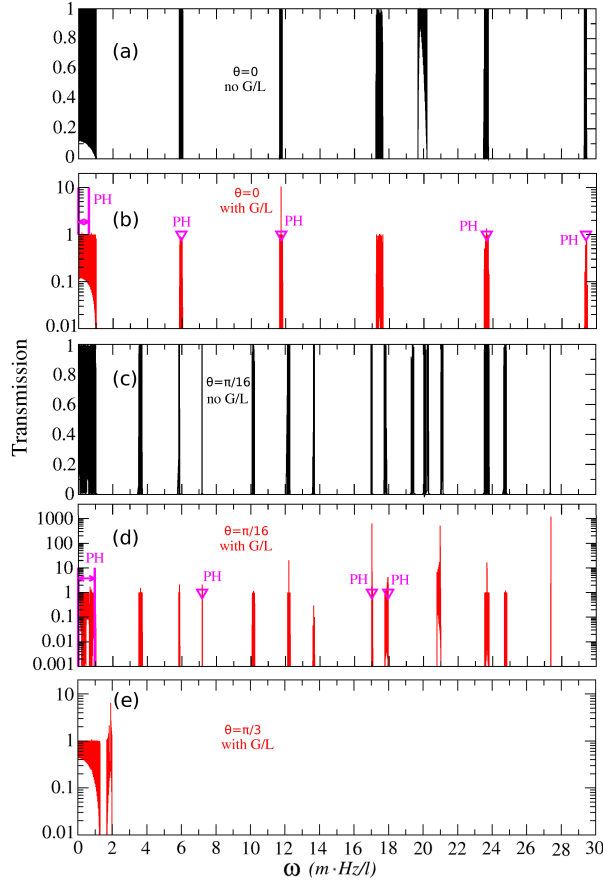 1
0.8
0.6
0.4
0.2
0
(a)
θ=0
no G/L
10
1
0.1
0.01
(b)
θ=0
with G/L
PH
PH
PH
PH
PH
1
0.8
0.6
0.4
0.2
0
(c)
θ=π/16
no G/L
Transmission
1000
100
10
1
0.1
0.01
0.001
(d)
θ=π/16
with G/L
PH
PH
PH
PH
10
1
0.1
0.01
(e)
θ=π/3
with G/L
0 2 4 6 8 10 12 14 16 18 20 22 24 26 28 30
ω (m·Hz/l)